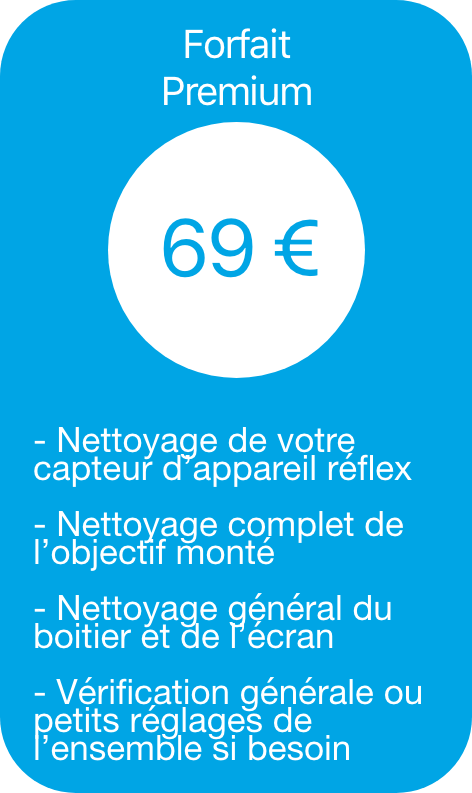 Forfait
Premium
69 €
- Nettoyage de votre
capteur d’appareil réflex
- Nettoyage complet de
l’objectif monté
- Nettoyage général du
boitier et de l’écran
- Vérification générale ou
petits réglages de
l’ensemble si besoin